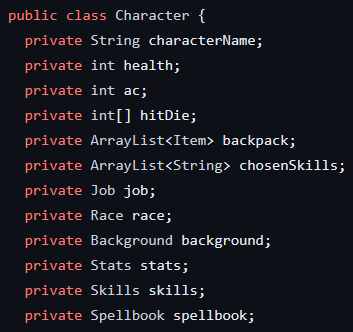 public class Character {
private String characterName;
private int health;
private int ac;
private int[] hitDie;
private ArrayList<Item> backpack;
private ArrayList<String> chosenSkills;
private Job job;
private Race race;
private Background background;
private Stats stats;
private Skills skills;
private Spellbook spellbook;